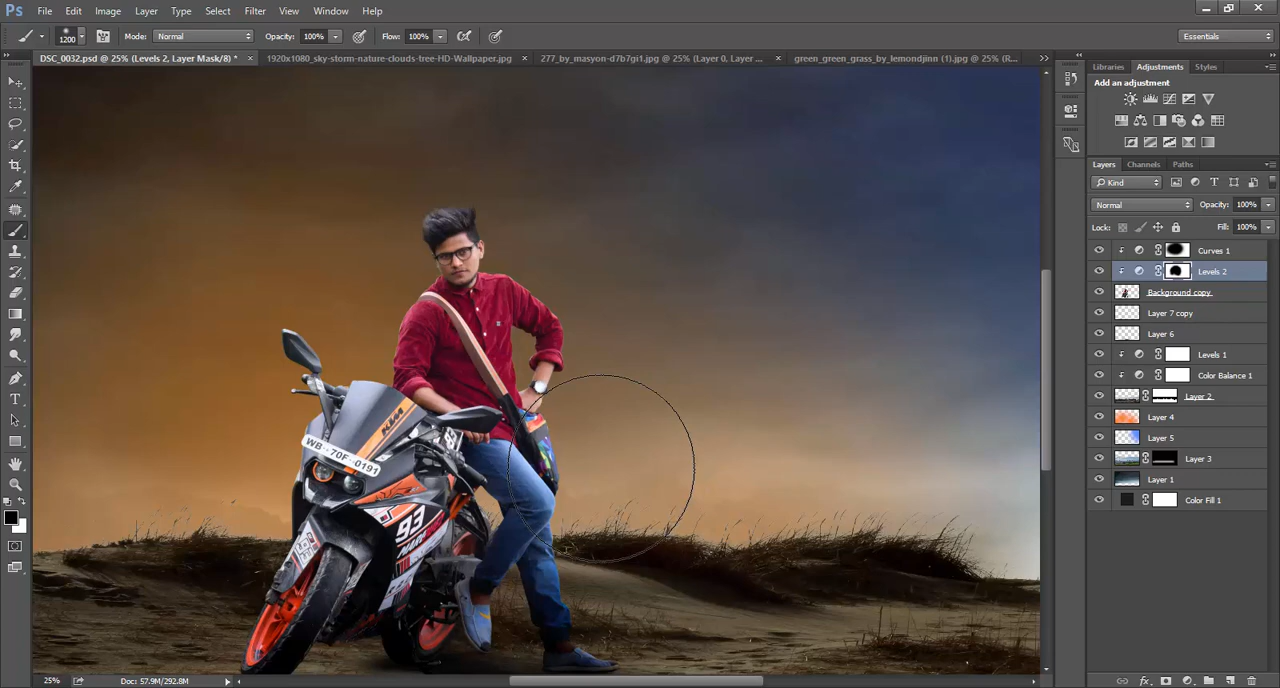 Ps File Edit Image Layer Type Select Filter View Window Help
1200 Mode: Normal Opacity: 100% Flow: 100% Essentials
DSC_0032.psd @ 25% (Levels 2, Layer Mask/8) * × 1920x1080_sky-storm-nature-clouds-tree-HD-Wallpaper.jpg × 277_by_masyon-d7b7gi1.jpg @ 25% (Layer 0, Layer ... × green_green_grass_by_lemondjinn (1).jpg @ 25% (R...
Libraries Adjustments Styles
Add an adjustment
Layers Channels Paths
Kind
Normal Opacity: 100%
Lock: Fill: 100%
Curves 1
Levels 2
Background copy
Layer 7 copy
Layer 6
Levels 1
Color Balance 1
Layer 2
Layer 4
Layer 5
Layer 3
Layer 1
Color Fill 1
KTM
WB-70F-0191
93
25% Doc: 57.9M/292.8M